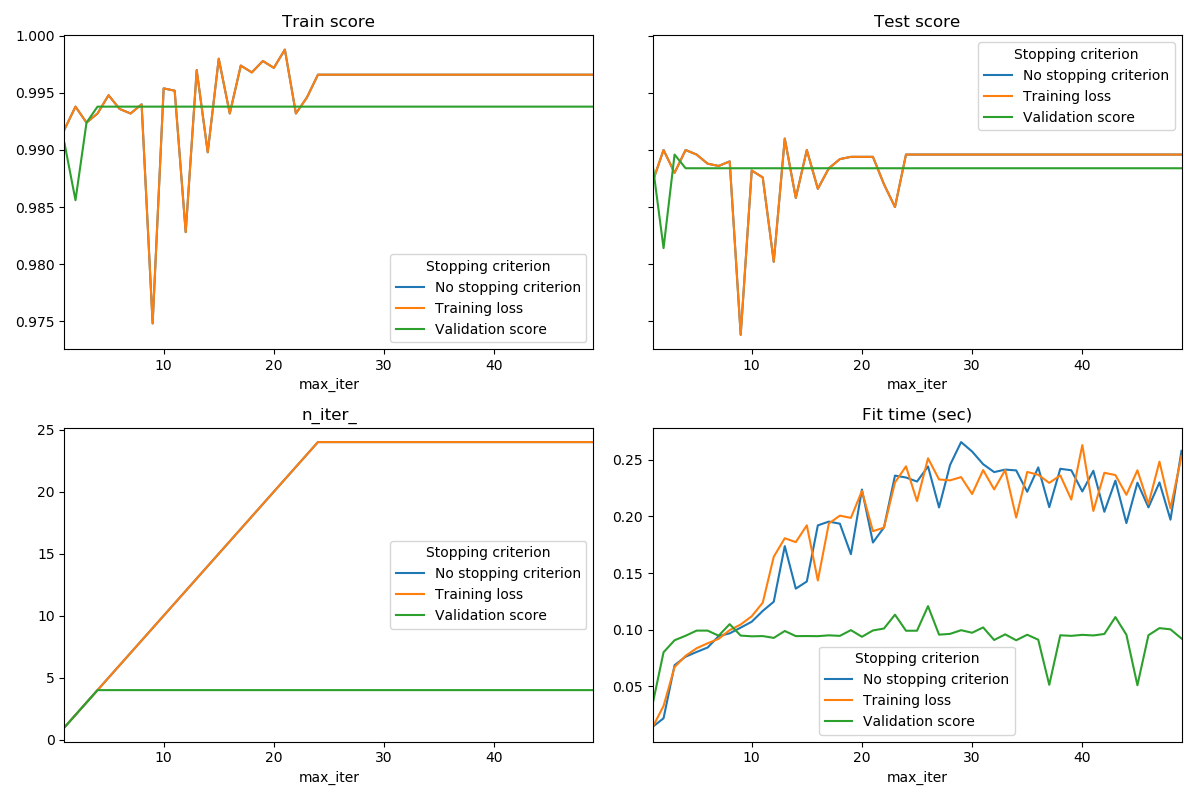 Train score
1.000
0.995
0.990
0.985
0.980
0.975
Stopping criterion
No stopping criterion
Training loss
Validation score
10 20 30 40
max_iter
Test score
Stopping criterion
No stopping criterion
Training loss
Validation score
10 20 30 40
max_iter
n_iter_
25
20
15
10
5
0
Stopping criterion
No stopping criterion
Training loss
Validation score
10 20 30 40
max_iter
Fit time (sec)
0.25
0.20
0.15
0.10
0.05
Stopping criterion
No stopping criterion
Training loss
Validation score
10 20 30 40
max_iter